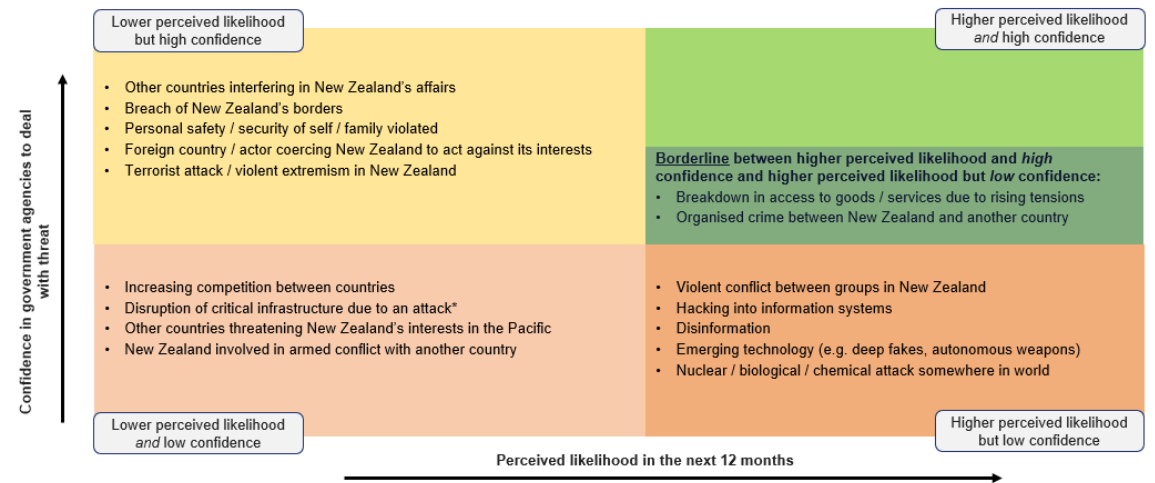 Lower perceived likelihood
but high confidence
Higher perceived likelihood
and high confidence
Confidence in government agencies to deal
with threat
• Other countries interfering in New Zealand's affairs
• Breach of New Zealand's borders
• Personal safety / security of self / family violated
• Foreign country / actor coercing New Zealand to act against its interests
• Terrorist attack / violent extremism in New Zealand
Borderline between higher perceived likelihood and high
confidence and higher perceived likelihood but low confidence:
• Breakdown in access to goods / services due to rising tensions
• Organised crime between New Zealand and another country
• Increasing competition between countries
• Disruption of critical infrastructure due to an attack*
• Other countries threatening New Zealand's interests in the Pacific
• New Zealand involved in armed conflict with another country
• Violent conflict between groups in New Zealand
• Hacking into information systems
• Disinformation
• Emerging technology (e.g. deep fakes, autonomous weapons)
• Nuclear / biological / chemical attack somewhere in world
Lower perceived likelihood
and low confidence
Higher perceived likelihood
but low confidence
Perceived likelihood in the next 12 months